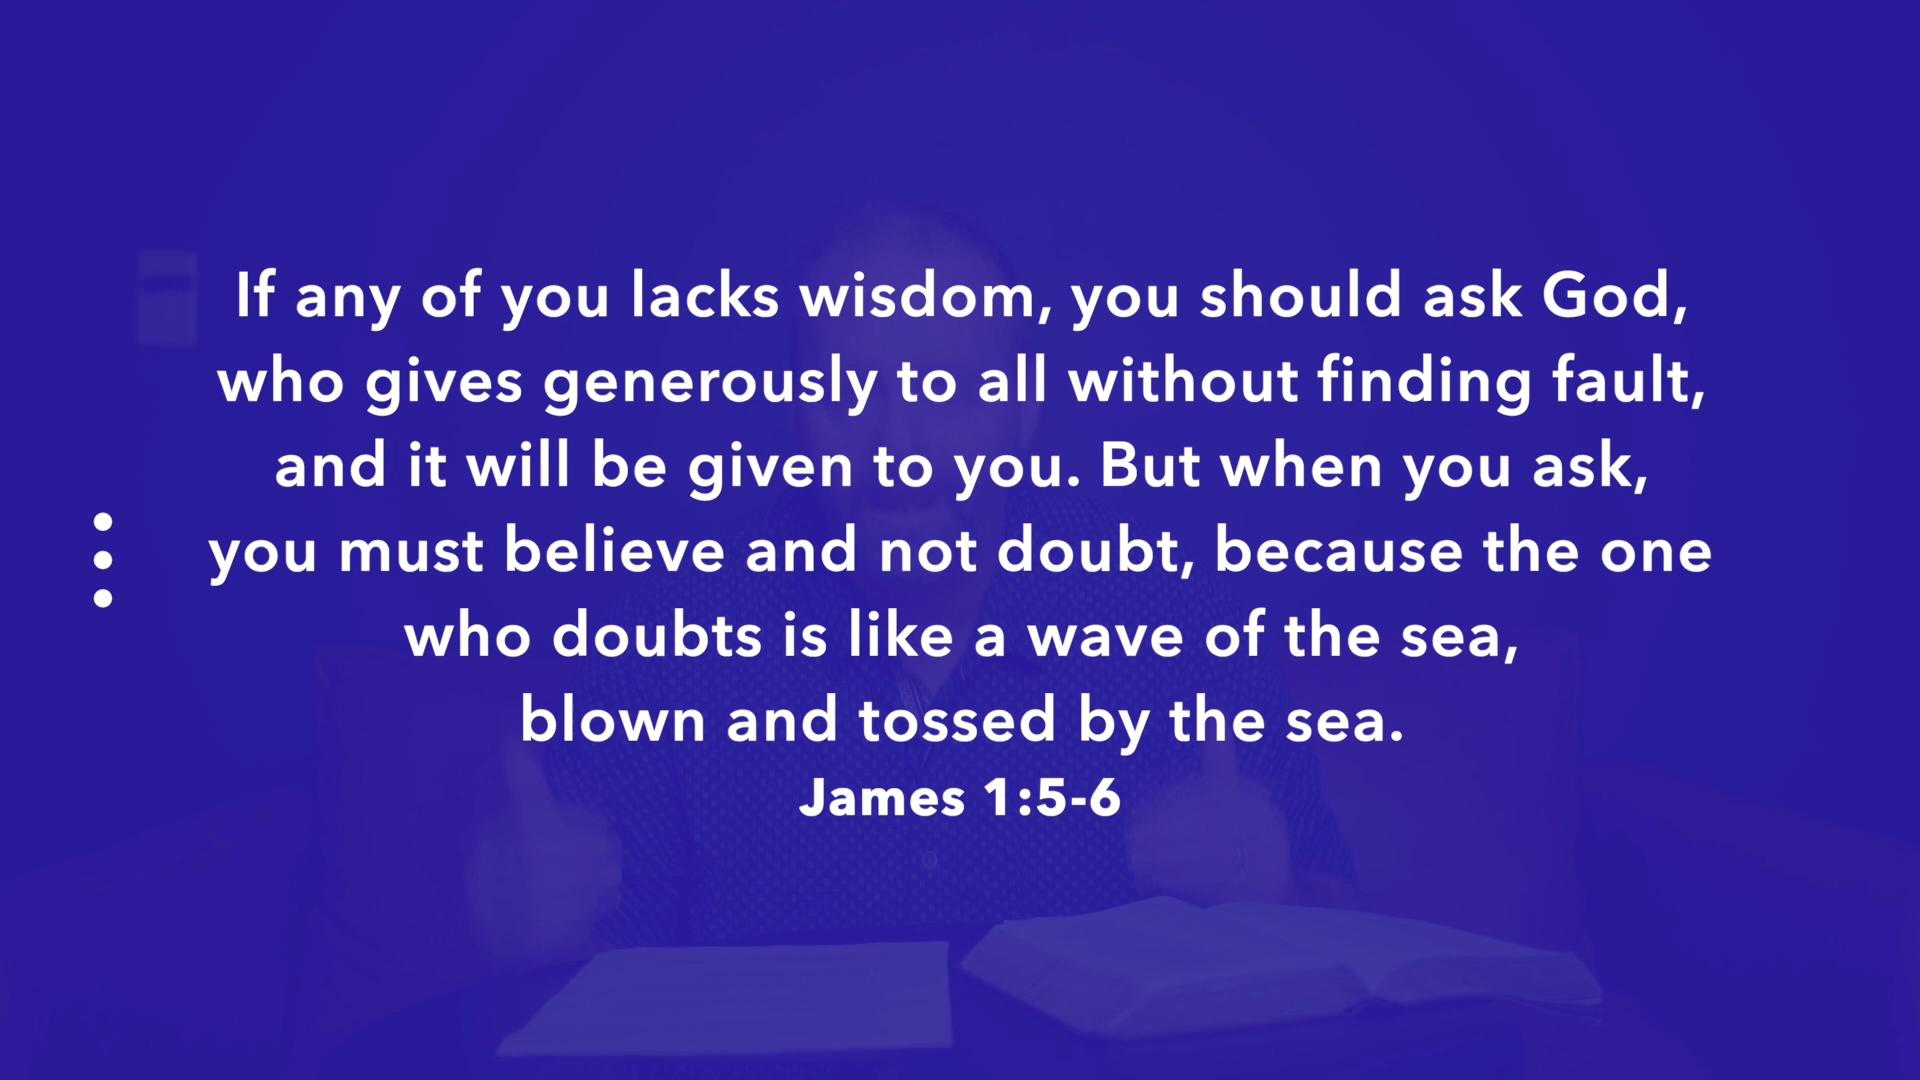 If any of you lacks wisdom, you should ask God,
who gives generously to all without finding fault,
and it will be given to you. But when you ask,
you must believe and not doubt, because the one
who doubts is like a wave of the sea,
blown and tossed by the sea.
James 1:5-6